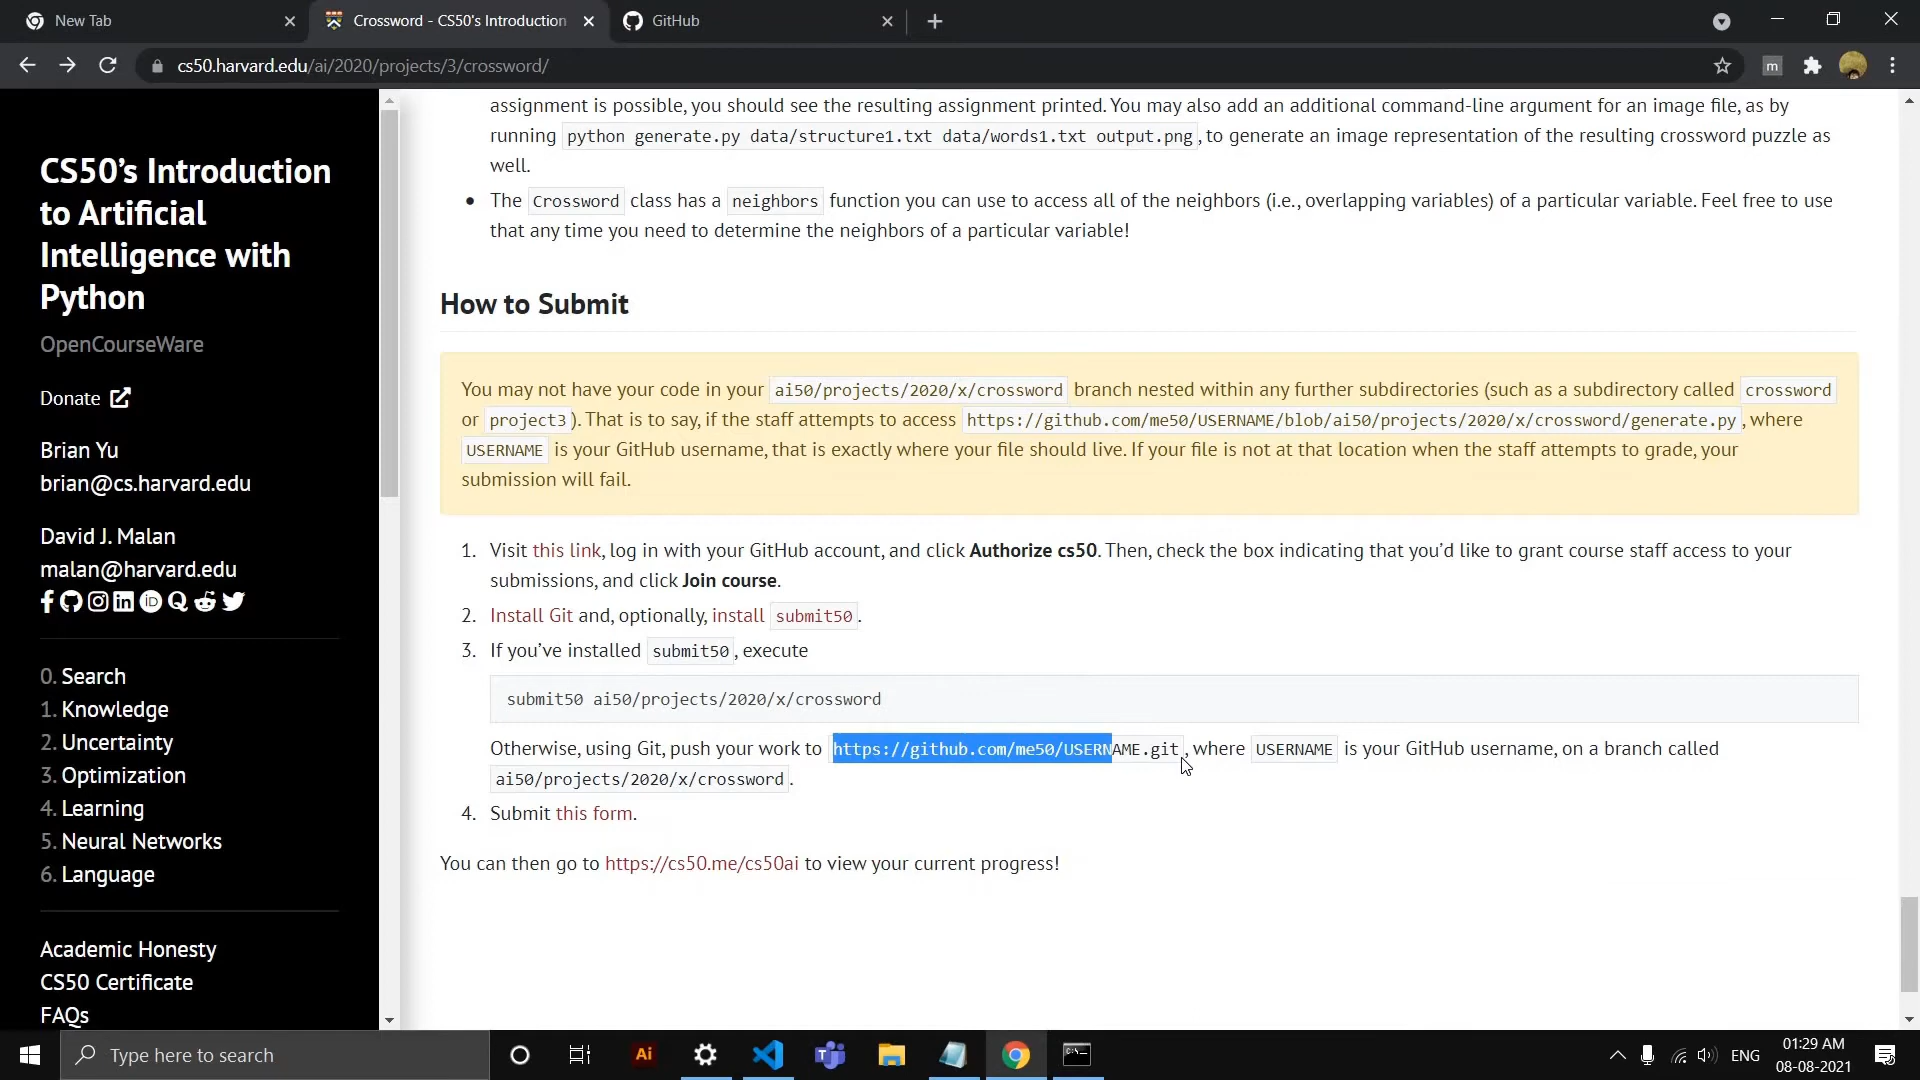 New Tab
Crossword - CS50's Introduction
GitHub
cs50.harvard.edu/ai/2020/projects/3/crossword/
m
CS50’s Introduction
to Artificial
Intelligence with
Python
OpenCourseWare
Donate
Brian Yu
brian@cs.harvard.edu
David J. Malan
malan@harvard.edu
0. Search
1. Knowledge
2. Uncertainty
3. Optimization
4. Learning
5. Neural Networks
6. Language
Academic Honesty
CS50 Certificate
FAQs
assignment is possible, you should see the resulting assignment printed. You may also add an additional command-line argument for an image file, as by
running python generate.py data/structure1.txt data/words1.txt output.png, to generate an image representation of the resulting crossword puzzle as
well.
• The Crossword class has a neighbors function you can use to access all of the neighbors (i.e., overlapping variables) of a particular variable. Feel free to use
that any time you need to determine the neighbors of a particular variable!
How to Submit
You may not have your code in your ai50/projects/2020/x/crossword branch nested within any further subdirectories (such as a subdirectory called crossword
or project3). That is to say, if the staff attempts to access https://github.com/me50/USERNAME/blob/ai50/projects/2020/x/crossword/generate.py, where
USERNAME is your GitHub username, that is exactly where your file should live. If your file is not at that location when the staff attempts to grade, your
submission will fail.
1. Visit this link, log in with your GitHub account, and click Authorize cs50. Then, check the box indicating that you’d like to grant course staff access to your
submissions, and click Join course.
2. Install Git and, optionally, install submit50.
3. If you’ve installed submit50, execute
submit50 ai50/projects/2020/x/crossword
Otherwise, using Git, push your work to https://github.com/me50/USERNAME.git, where USERNAME is your GitHub username, on a branch called
ai50/projects/2020/x/crossword.
4. Submit this form.
You can then go to https://cs50.me/cs50ai to view your current progress!
Type here to search
Ai
ENG
01:29 AM
08-08-2021